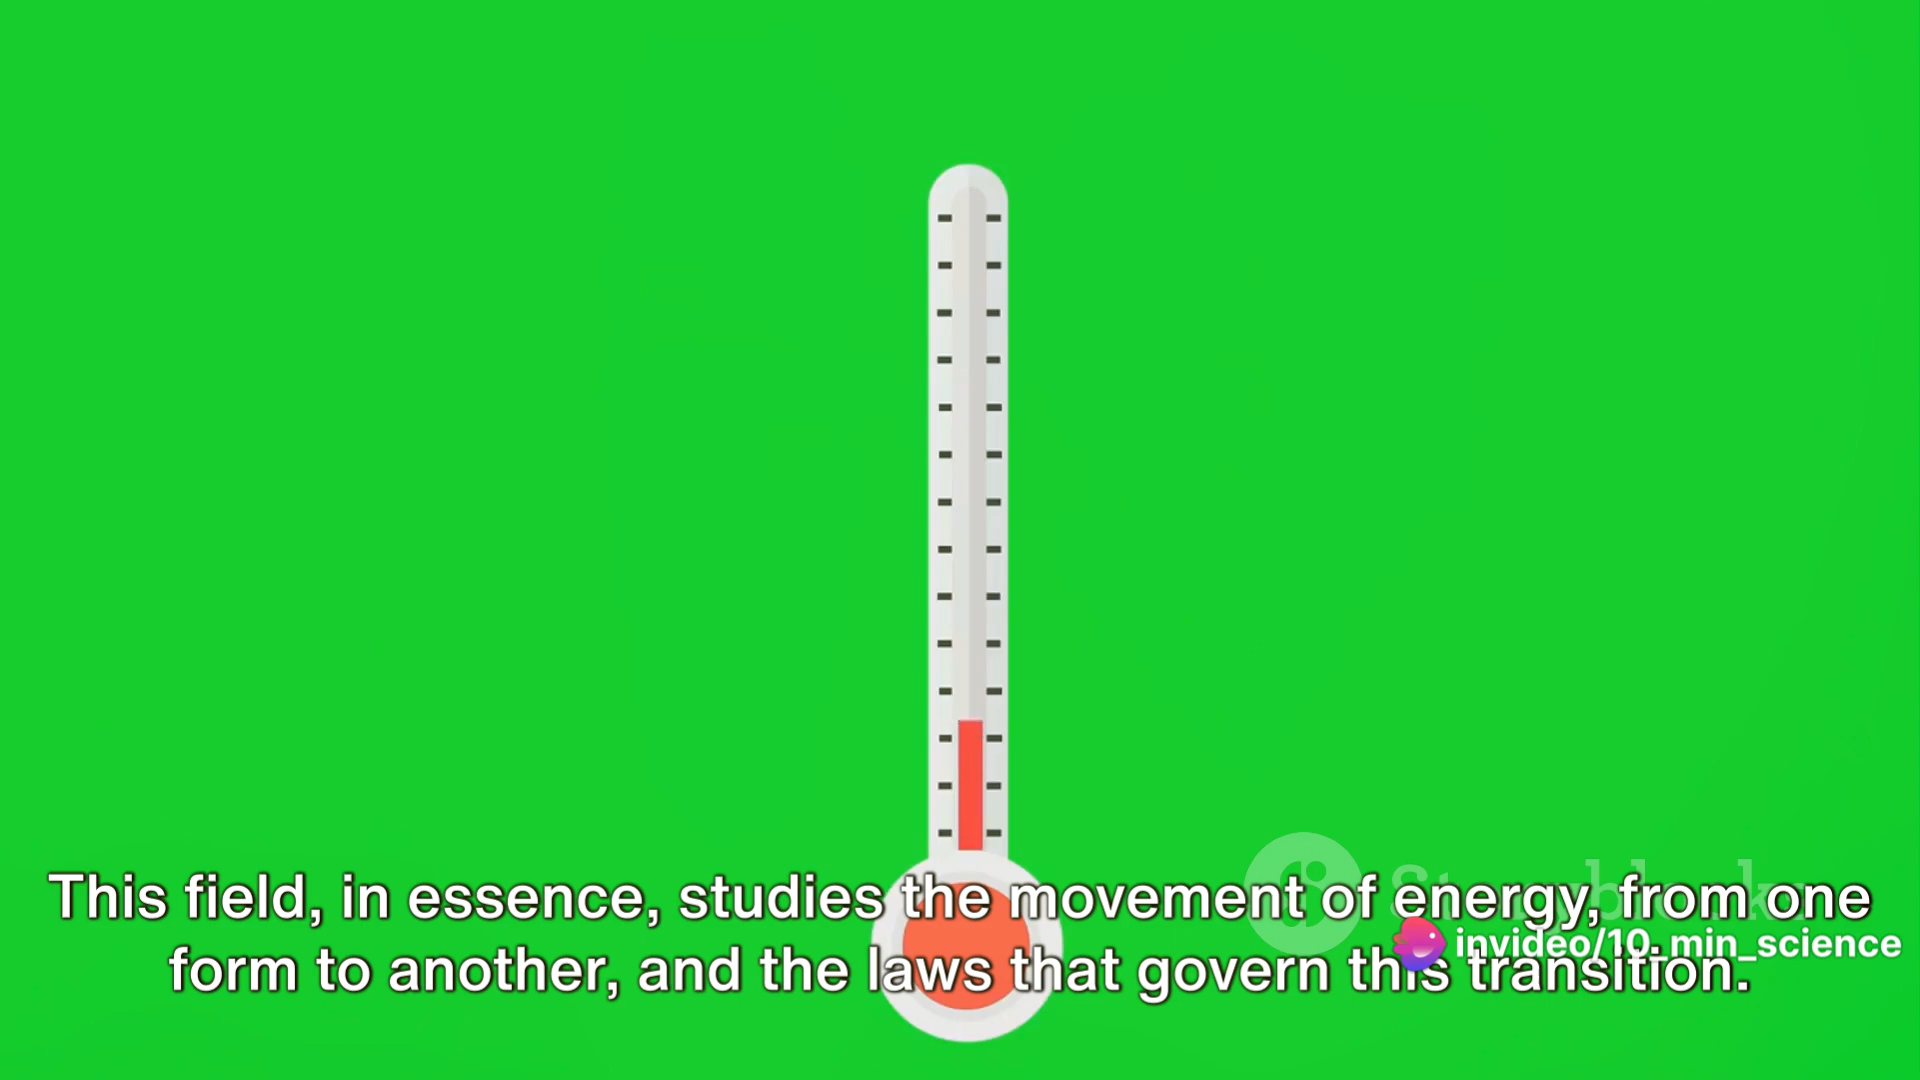 This field, in essence, studies the movement of energy, from one
form to another, and the laws that govern this transition.
Storyblocks
invideo/10_min_science